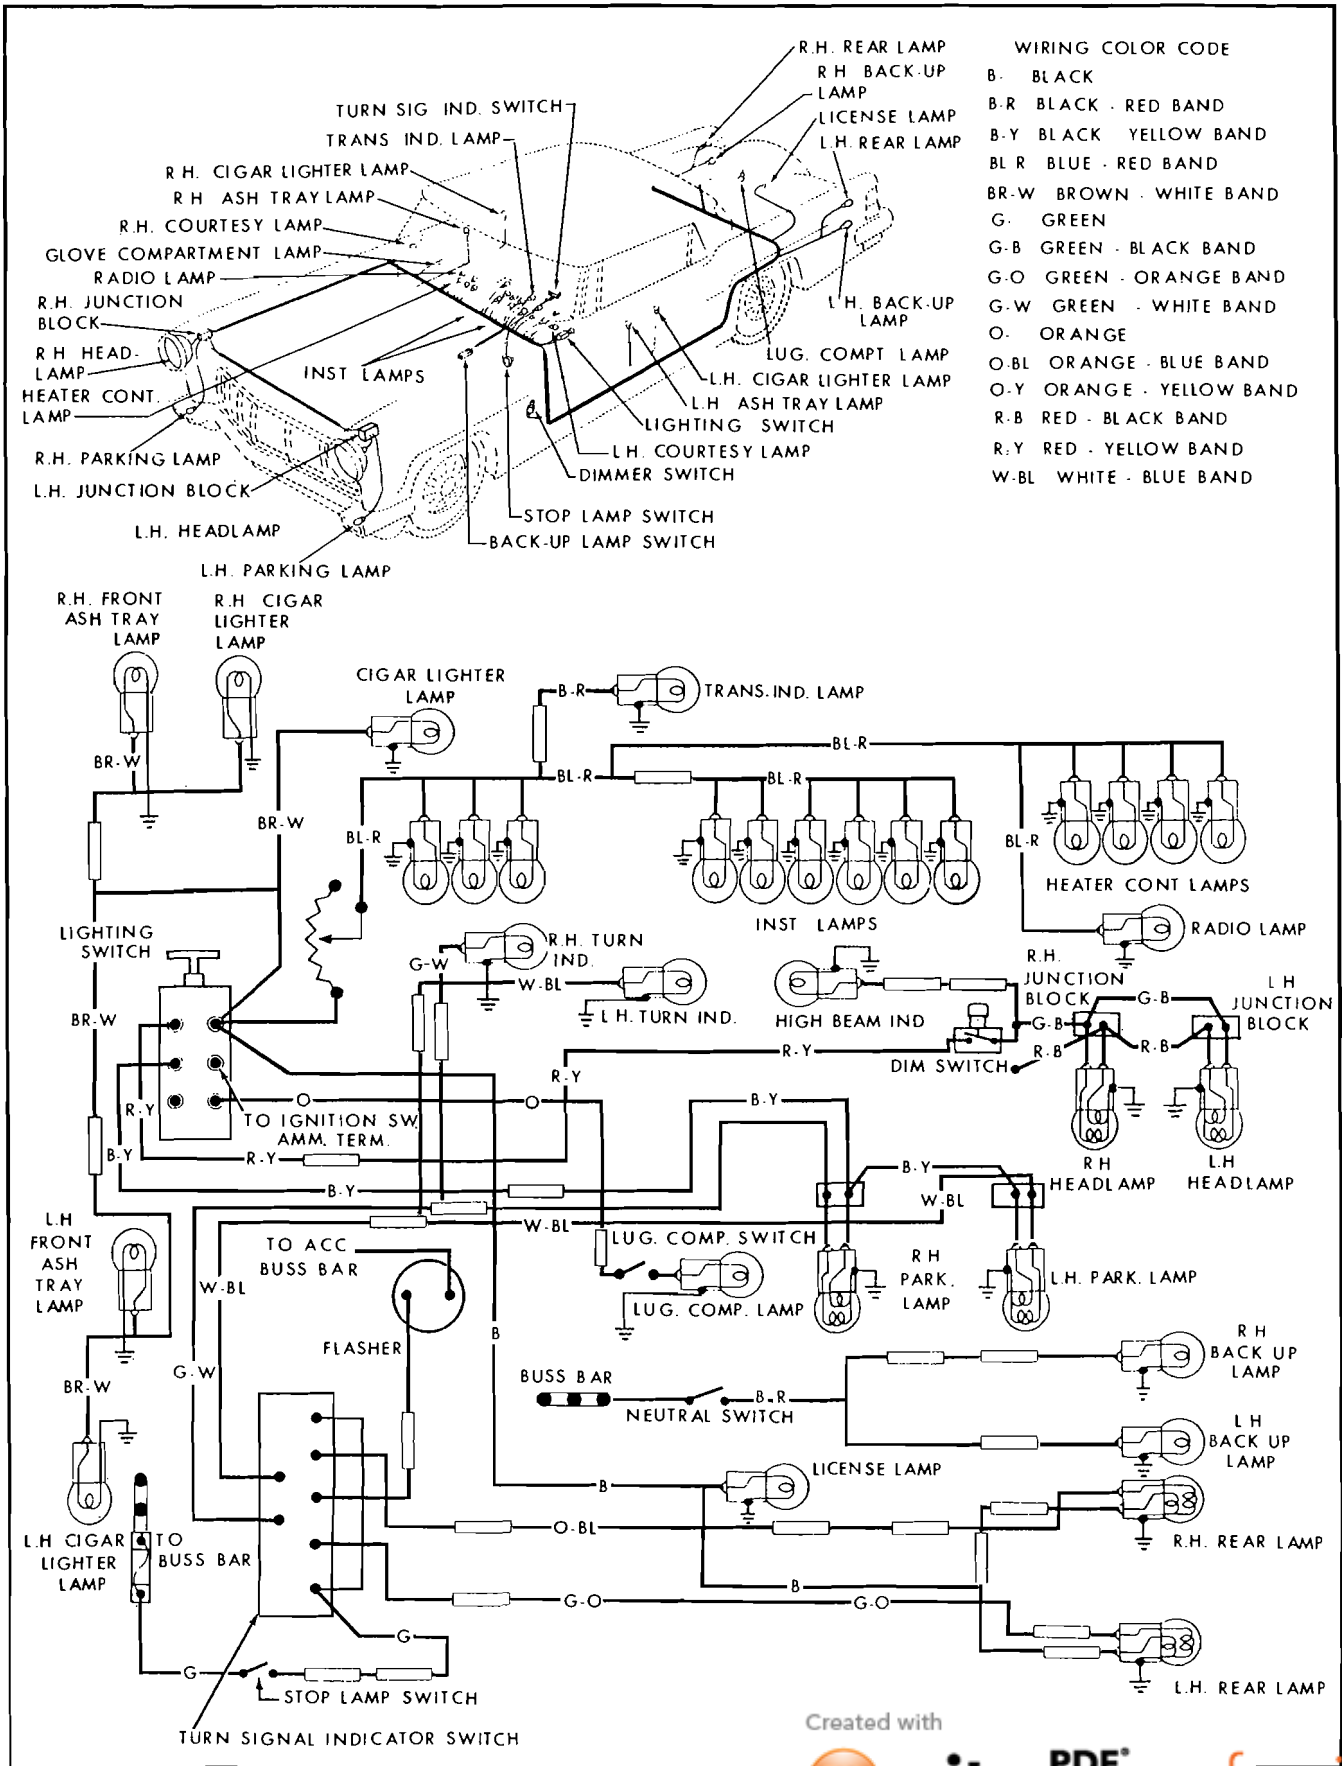 R.H. REAR LAMP
R H BACK-UP
LAMP
LICENSE LAMP
L.H. REAR LAMP
TURN SIG IND. SWITCH
TRANS IND. LAMP
R H. CIGAR LIGHTER LAMP
R H ASH TRAY LAMP
R.H. COURTESY LAMP
GLOVE COMPARTMENT LAMP
RADIO LAMP
R.H. JUNCTION
BLOCK
R H HEAD-
LAMP
HEATER CONT.
LAMP
R.H. PARKING LAMP
L.H. JUNCTION BLOCK
L.H. HEADLAMP
L.H. PARKING LAMP
INST LAMPS
L.H. BACK-UP
LAMP
LUG. COMPT LAMP
L.H. CIGAR LIGHTER LAMP
L.H ASH TRAY LAMP
LIGHTING SWITCH
L H. COURTESY LAMP
DIMMER SWITCH
STOP LAMP SWITCH
BACK-UP LAMP SWITCH
WIRING COLOR CODE
B- BLACK
B-R BLACK - RED BAND
B-Y BLACK YELLOW BAND
BL R BLUE - RED BAND
BR-W BROWN - WHITE BAND
G- GREEN
G-B GREEN - BLACK BAND
G-O GREEN - ORANGE BAND
G-W GREEN - WHITE BAND
O- ORANGE
O-BL ORANGE - BLUE BAND
O-Y ORANGE - YELLOW BAND
R-B RED - BLACK BAND
R-Y RED - YELLOW BAND
W-BL WHITE - BLUE BAND
R.H. FRONT
ASH TRAY
LAMP
R.H CIGAR
LIGHTER
LAMP
CIGAR LIGHTER
LAMP
B-R
TRANS. IND. LAMP
BR-W
BR-W
BL-R
BL-R
BL-R
BL-R
BL-R
HEATER CONT LAMPS
INST LAMPS
RADIO LAMP
LIGHTING
SWITCH
BR-W
G-W
R.H. TURN
IND.
W-BL
L H. TURN IND.
HIGH BEAM IND
R.H.
JUNCTION
BLOCK
G-B
L H
JUNCTION
BLOCK
G-B
R-B
R-B
DIM SWITCH
R-Y
R-Y
R-Y
O
O
TO IGNITION SW.
AMM. TERM.
B-Y
B-Y
R-Y
B-Y
R H
HEADLAMP
L.H
HEADLAMP
B-Y
W-BL
W-BL
L.H
FRONT
ASH
TRAY
LAMP
TO ACC
BUSS BAR
LUG. COMP. SWITCH
LUG. COMP. LAMP
R H
PARK.
LAMP
L.H. PARK. LAMP
W-BL
FLASHER
B
G-W
BR-W
BUSS BAR
NEUTRAL SWITCH
B-R
R H
BACK UP
LAMP
L H
BACK UP
LAMP
LICENSE LAMP
B
O-BL
R.H. REAR LAMP
L.H CIGAR
LIGHTER
LAMP
TO
BUSS BAR
B
G-O
G-O
G
G
STOP LAMP SWITCH
L.H. REAR LAMP
TURN SIGNAL INDICATOR SWITCH
Created with
PDF